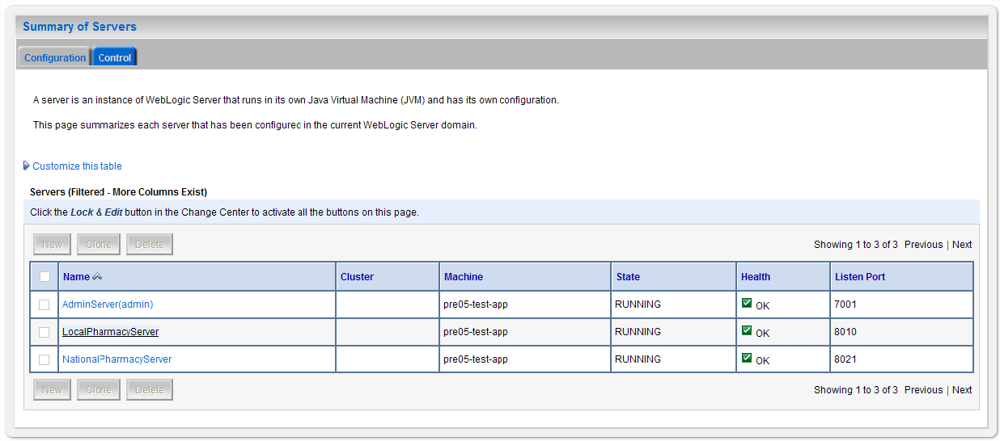 Summary of Servers
Configuration Control
A server is an instance of WebLogic Server that runs in its own Java Virtual Machine (JVM) and has its own configuration.
This page summarizes each server that has been configured in the current WebLogic Server domain.
Customize this table
Servers (Filtered - More Columns Exist)
Click the Lock & Edit button in the Change Center to activate all the buttons on this page.
New Clone Delete Showing 1 to 3 of 3 Previous | Next
Name Cluster Machine State Health Listen Port
AdminServer(admin) pre05-test-app RUNNING OK 7001
LocalPharmacyServer pre05-test-app RUNNING OK 8010
NationalPharmacyServer pre05-test-app RUNNING OK 8021
New Clone Delete Showing 1 to 3 of 3 Previous | Next